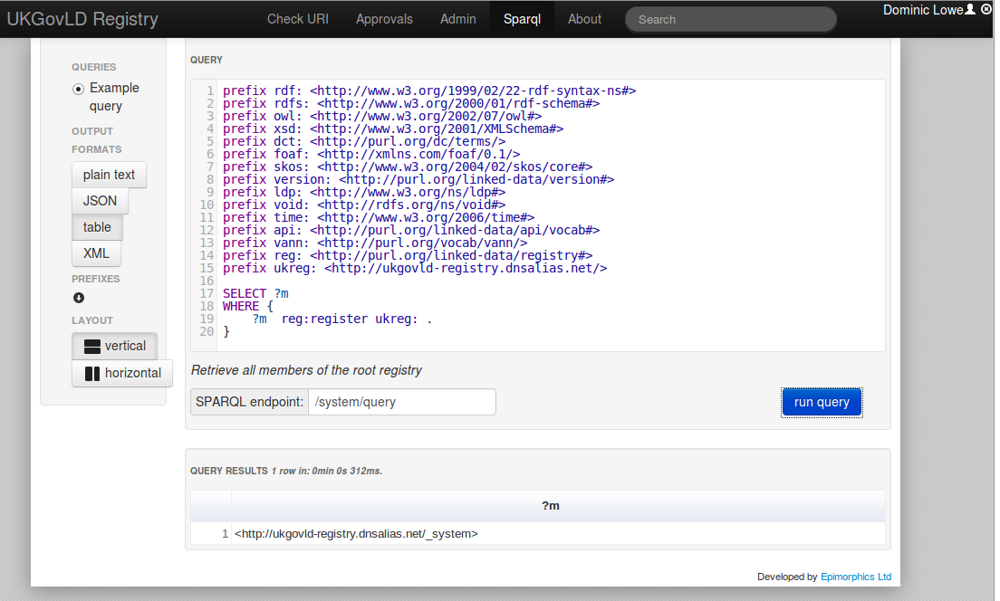 UKGovLD Registry Check URI Approvals Admin Sparql About Search Dominic Lowe
QUERIES
Example
query
OUTPUT
FORMATS
plain text
JSON
table
XML
PREFIXES
LAYOUT
vertical
horizontal
QUERY
1 prefix rdf: <http://www.w3.org/1999/02/22-rdf-syntax-ns#>
2 prefix rdfs: <http://www.w3.org/2000/01/rdf-schema#>
3 prefix owl: <http://www.w3.org/2002/07/owl#>
4 prefix xsd: <http://www.w3.org/2001/XMLSchema#>
5 prefix dct: <http://purl.org/dc/terms/>
6 prefix foaf: <http://xmlns.com/foaf/0.1/>
7 prefix skos: <http://www.w3.org/2004/02/skos/core#>
8 prefix version: <http://purl.org/linked-data/version#>
9 prefix ldp: <http://www.w3.org/ns/ldp#>
10 prefix void: <http://rdfs.org/ns/void#>
11 prefix time: <http://www.w3.org/2006/time#>
12 prefix api: <http://purl.org/linked-data/api/vocab#>
13 prefix vann: <http://purl.org/vocab/vann/>
14 prefix reg: <http://purl.org/linked-data/registry#>
15 prefix ukreg: <http://ukgovld-registry.dnsalias.net/>
16
17 SELECT ?m
18 WHERE {
19 ?m reg:register ukreg: .
20 }
Retrieve all members of the root registry
SPARQL endpoint: /system/query run query
QUERY RESULTS 1 row in: 0min 0s 312ms.
?m
1 <http://ukgovld-registry.dnsalias.net/_system>
Developed by Epimorphics Ltd